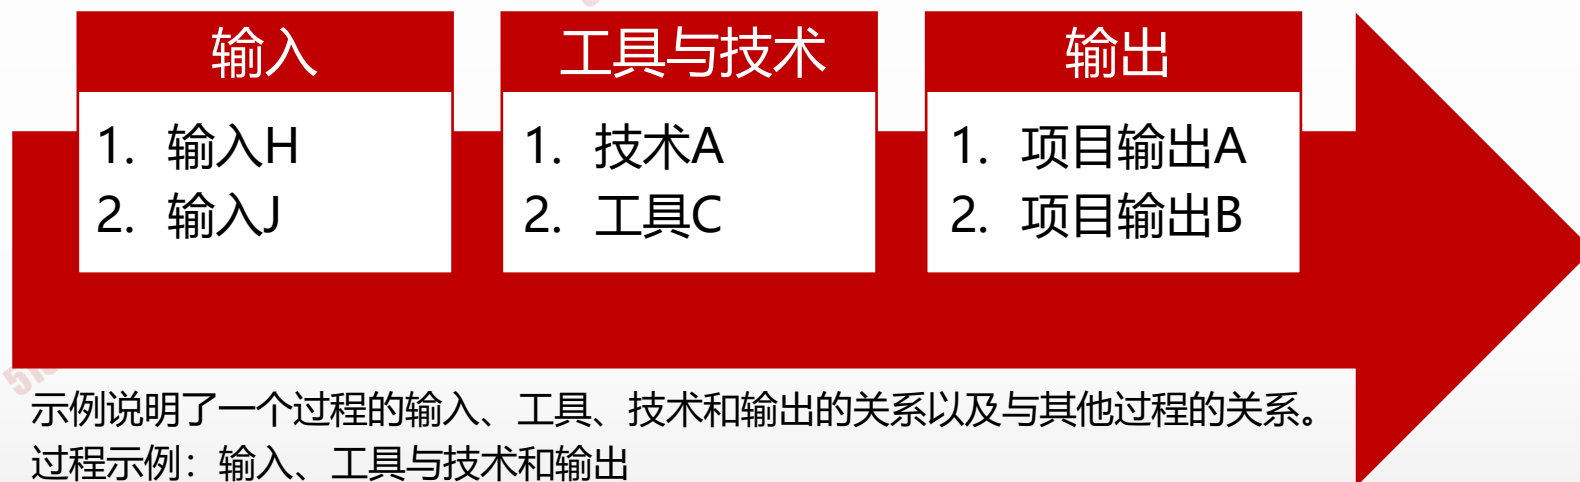 输入
1. 输入H
2. 输入J
工具与技术
1. 技术A
2. 工具C
输出
1. 项目输出A
2. 项目输出B
示例说明了一个过程的输入、工具、技术和输出的关系以及与其他过程的关系。
过程示例：输入、工具与技术和输出